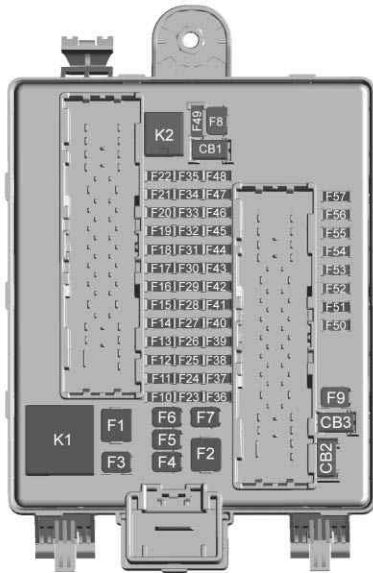 K2 F49 F8
CB1
F22 F35 F48
F21 F34 F47 F57
F20 F33 F46 F56
F19 F32 F45 F55
F18 F31 F44 F54
F17 F30 F43 F53
F16 F29 F42 F52
F15 F28 F41 F51
F14 F27 F40 F50
F13 F26 F39
F12 F25 F38
F11 F24 F37
F10 F23 F36
F9
K1 F1 F6 F7 CB3
F5
F3 F4 F2 CB2